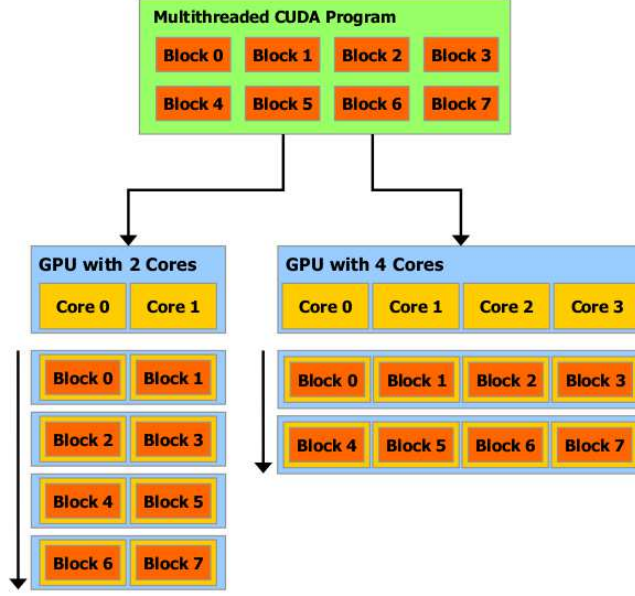 Multithreaded CUDA Program
Block 0 Block 1 Block 2 Block 3
Block 4 Block 5 Block 6 Block 7
GPU with 2 Cores
Core 0 Core 1
Block 0 Block 1
Block 2 Block 3
Block 4 Block 5
Block 6 Block 7
GPU with 4 Cores
Core 0 Core 1 Core 2 Core 3
Block 0 Block 1 Block 2 Block 3
Block 4 Block 5 Block 6 Block 7